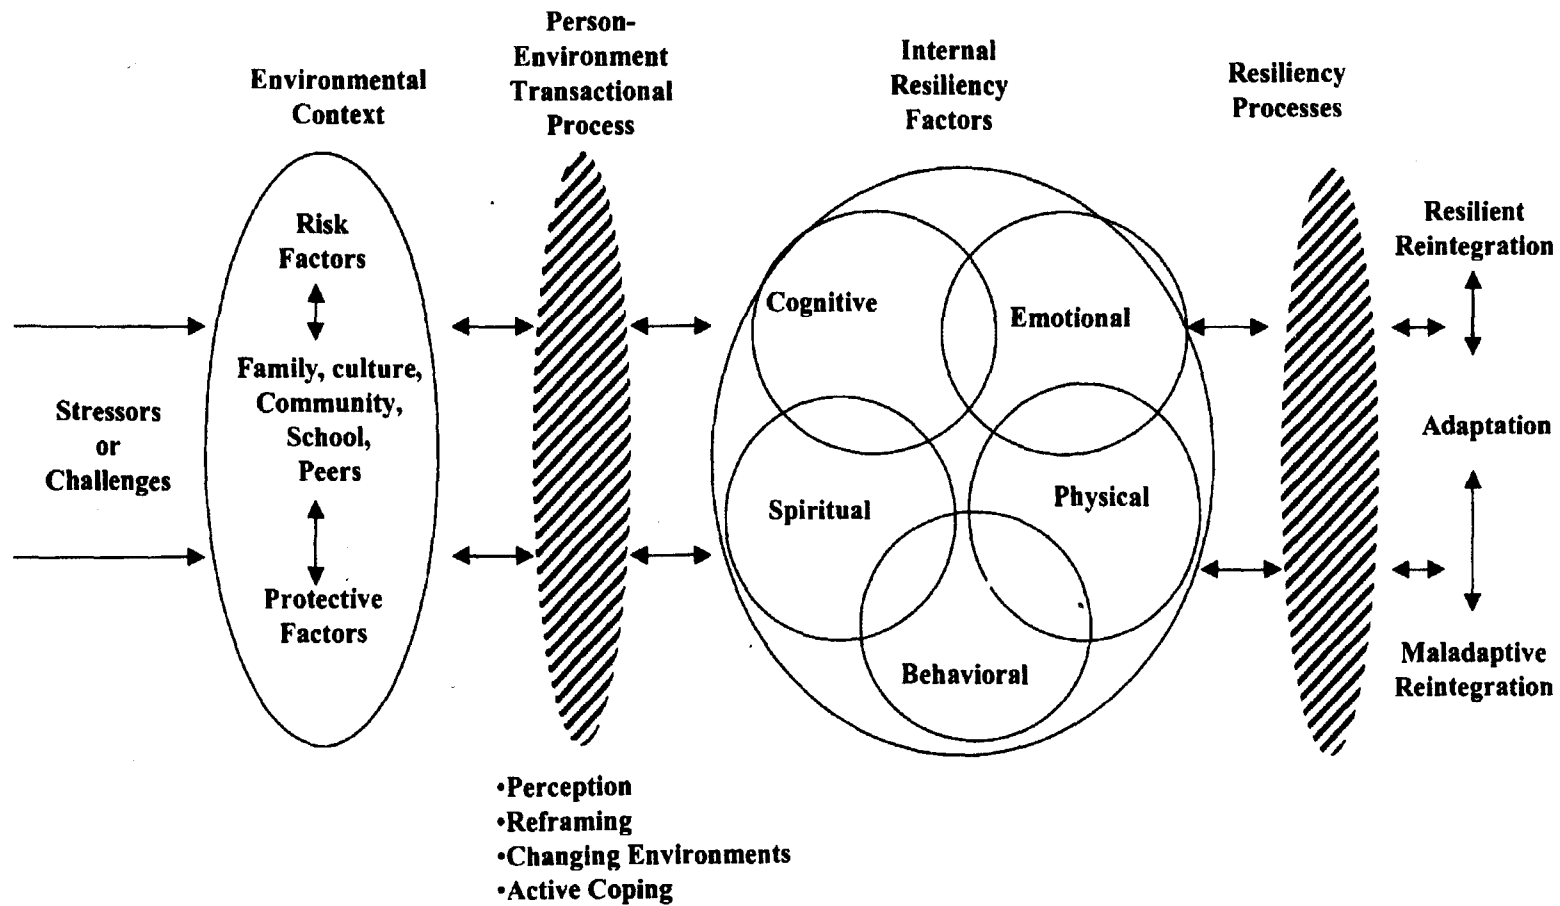 Environmental
Context
Person-
Environment
Transactional
Process
Internal
Resiliency
Factors
Resiliency
Processes
Stressors
or
Challenges
Risk
Factors
Family, culture,
Community,
School,
Peers
Protective
Factors
Cognitive
Emotional
Spiritual
Physical
Behavioral
Resilient
Reintegration
Adaptation
Maladaptive
Reintegration
•Perception
•Reframing
•Changing Environments
•Active Coping